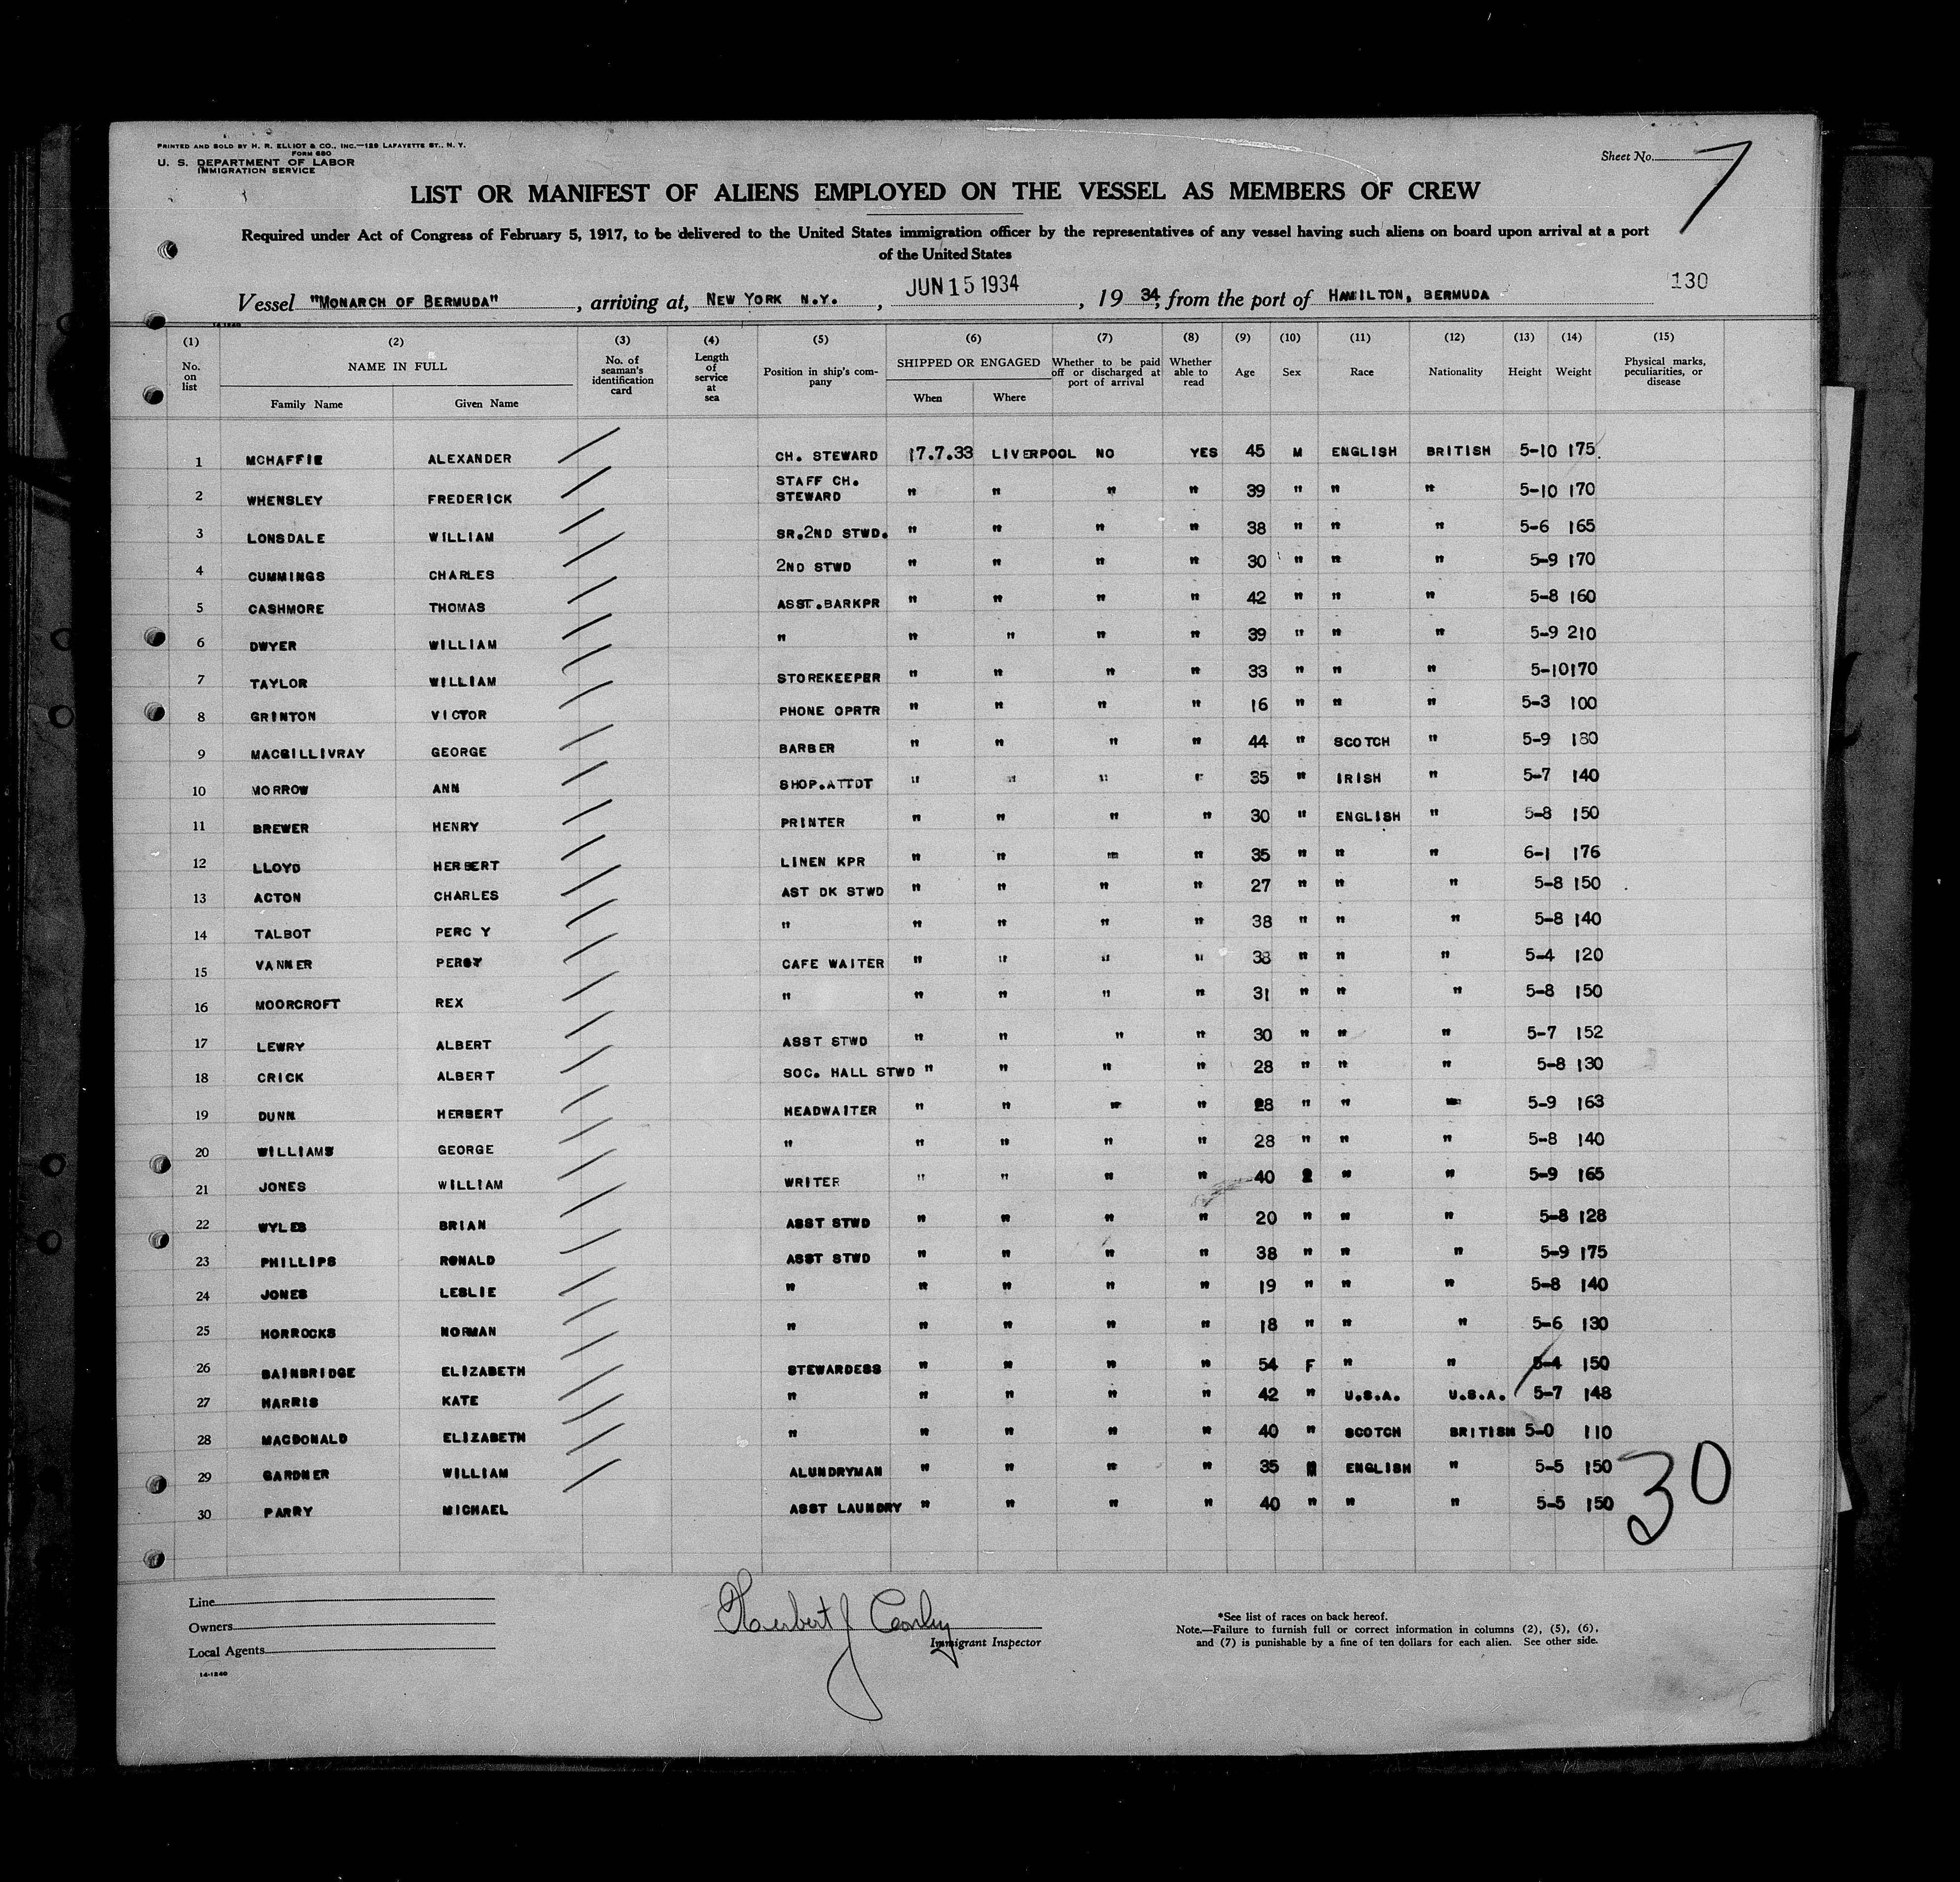 PRINTED AND SOLD BY H. R. ELLIOT & CO., INC.—129 LAFAYETTE ST., N. Y.
FORM 680
U. S. DEPARTMENT OF LABOR
IMMIGRATION SERVICE
Sheet No. 7
LIST OR MANIFEST OF ALIENS EMPLOYED ON THE VESSEL AS MEMBERS OF CREW
Required under Act of Congress of February 5, 1917, to be delivered to the United States immigration officer by the representatives of any vessel having such aliens on board upon arrival at a port
of the United States
130
Vessel "MONARCH OF BERMUDA", arriving at, NEW YORK N.Y., JUN 15 1934, 19 34, from the port of HAMILTON, BERMUDA
14-1240
(1) (2) (3) (4) (5) (6) (7) (8) (9) (10) (11) (12) (13) (14) (15)
No. on list NAME IN FULL Family Name Given Name No. of seaman's identification card Length of service at sea Position in ship's company SHIPPED OR ENGAGED When Where Whether to be paid off or discharged at port of arrival Whether able to read Age Sex Race Nationality Height Weight Physical marks, peculiarities, or disease
1 MCHAFFIE ALEXANDER CH. STEWARD 17.7.33 LIVERPOOL NO YES 45 M ENGLISH BRITISH 5-10 175.
2 WHENSLEY FREDERICK STAFF CH. STEWARD " " " " 39 " " " 5-10 170
3 LONSDALE WILLIAM SR.2ND STWD. " " " " 38 " " " 5-6 165
4 CUMMINGS CHARLES 2ND STWD " " " " 30 " " " 5-9 170
5 CASHMORE THOMAS ASST.BARKPR " " " " 42 " " " 5-8 160
6 DWYER WILLIAM " " " " " 39 " " " 5-9 210
7 TAYLOR WILLIAM STOREKEEPER " " " " 33 " " " 5-10 170
8 GRINTON VICTOR PHONE OPRTR " " " " 16 " " " 5-3 100
9 MACGILLIVRAY GEORGE BARBER " " " " 44 " SCOTCH " 5-9 180
10 MORROW ANN SHOP.ATTDT " " " " 35 " IRISH " 5-7 140
11 BREWER HENRY PRINTER " " " " 30 " ENGLISH " 5-8 150
12 LLOYD HERBERT LINEN KPR " " " " 35 " " " 6-1 176
13 ACTON CHARLES AST DK STWD " " " " 27 " " " 5-8 150
14 TALBOT PERCY " " " " " 38 " " " 5-8 140
15 VANNER PERCY CAFE WAITER " " " " 38 " " " 5-4 120
16 MOORCROFT REX " " " " " 31 " " " 5-8 150
17 LEWRY ALBERT ASST STWD " " " " 30 " " " 5-7 152
18 CRICK ALBERT SOC. HALL STWD " " " " 28 " " " 5-8 130
19 DUNN HERBERT HEADWAITER " " " " 28 " " " 5-9 163
20 WILLIAMS GEORGE " " " " " 28 " " " 5-8 140
21 JONES WILLIAM WRITER " " " " 40 " " 5-9 165
22 WYLES BRIAN ASST STWD " " " " 20 " " " 5-8 128
23 PHILLIPS RONALD ASST STWD " " " " 38 " " " 5-9 175
24 JONES LESLIE " " " " " 19 " " " 5-8 140
25 HORROCKS NORMAN " " " " " 18 " " " 5-6 130
26 BAINBRIDGE ELIZABETH STEWARDESS " " " " 54 F " " 5-4 150
27 HARRIS KATE " " " " " 42 " U.S.A. U.S.A. 5-7 148
28 MACDONALD ELIZABETH " " " " " 40 " SCOTCH BRITISH 5-0 110
29 GARDNER WILLIAM ALUNDRYMAN " " " " 35 M ENGLISH " 5-5 150
30 PARRY MICHAEL ASST LAUNDRY " " " " 40 " " " 5-5 150
30
Line
Owners
Local Agents
14-1240
Herbert J
Immigrant Inspector
*See list of races on back hereof.
Note.—Failure to furnish full or correct information in columns (2), (5), (6),
and (7) is punishable by a fine of ten dollars for each alien. See other side.